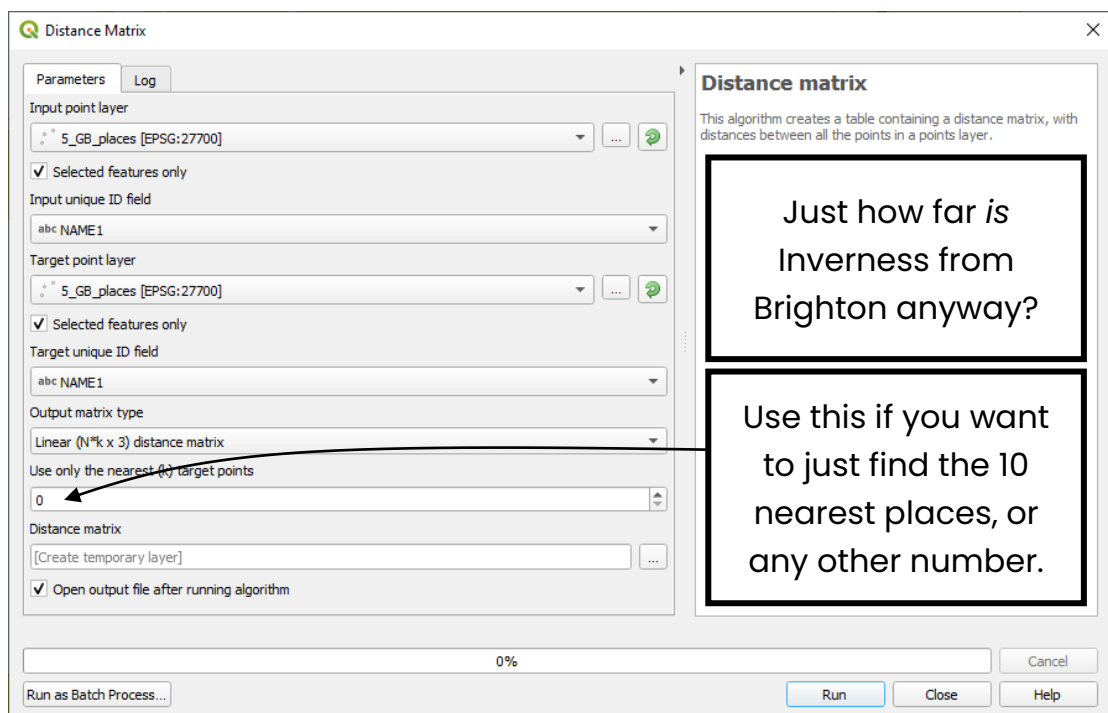 Distance Matrix
Parameters
Log
Input point layer
5_GB_places [EPSG:27700]
...
Selected features only
Input unique ID field
abc NAME1
Target point layer
5_GB_places [EPSG:27700]
...
Selected features only
Target unique ID field
abc NAME1
Output matrix type
Linear (N*k x 3) distance matrix
Use only the nearest (k) target points
0
Distance matrix
[Create temporary layer]
...
Open output file after running algorithm
Distance matrix
This algorithm creates a table containing a distance matrix, with
distances between all the points in a points layer.
Just how far is
Inverness from
Brighton anyway?
Use this if you want
to just find the 10
nearest places, or
any other number.
0%
Cancel
Run as Batch Process...
Run
Close
Help